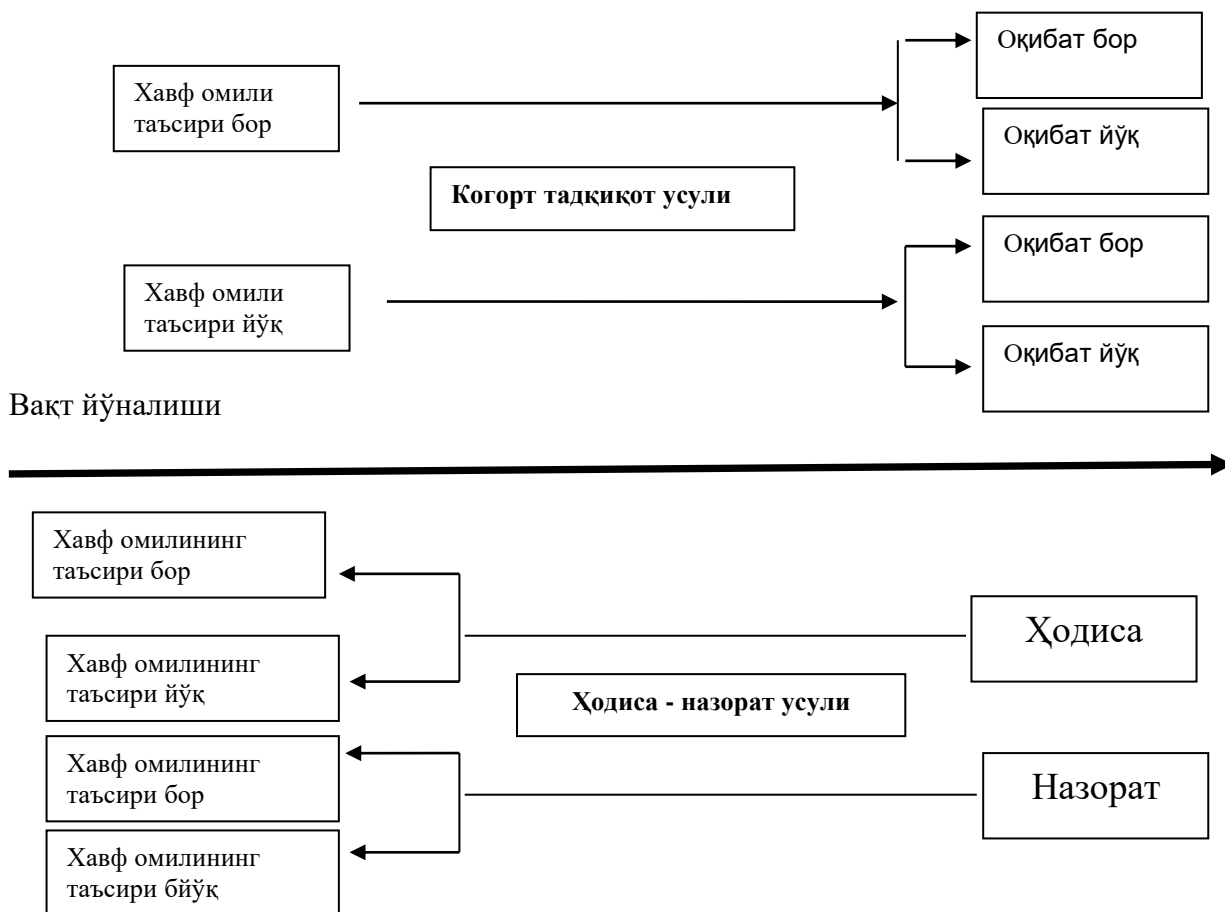 Оқибат бор
Хавф омили
таъсири бор
Оқибат йўқ
Когорт тадқиқот усули
Оқибат бор
Хавф омили
таъсири йўқ
Оқибат йўқ
Вақт йўналиши
Хавф омилининг
таъсири бор
Ҳодиса
Хавф омилининг
таъсири йўқ
Ҳодиса - назорат усули
Хавф омилининг
таъсири бор
Назорат
Хавф омилининг
таъсири бйўқ